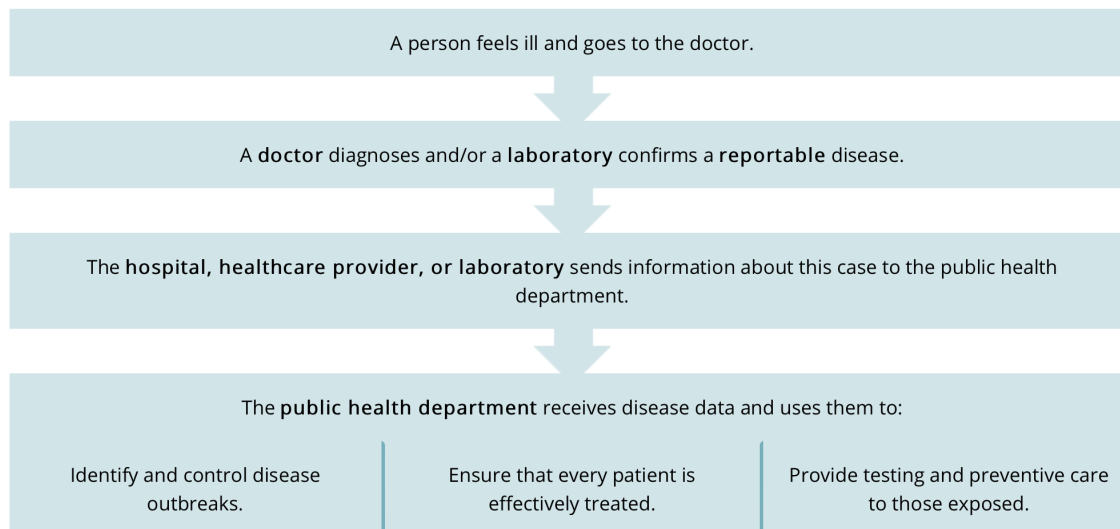 A person feels ill and goes to the doctor.
A doctor diagnoses and/or a laboratory confirms a reportable disease.
The hospital, healthcare provider, or laboratory sends information about this case to the public health
department.
The public health department receives disease data and uses them to:
Identify and control disease
outbreaks.
Ensure that every patient is
effectively treated.
Provide testing and preventive care
to those exposed.